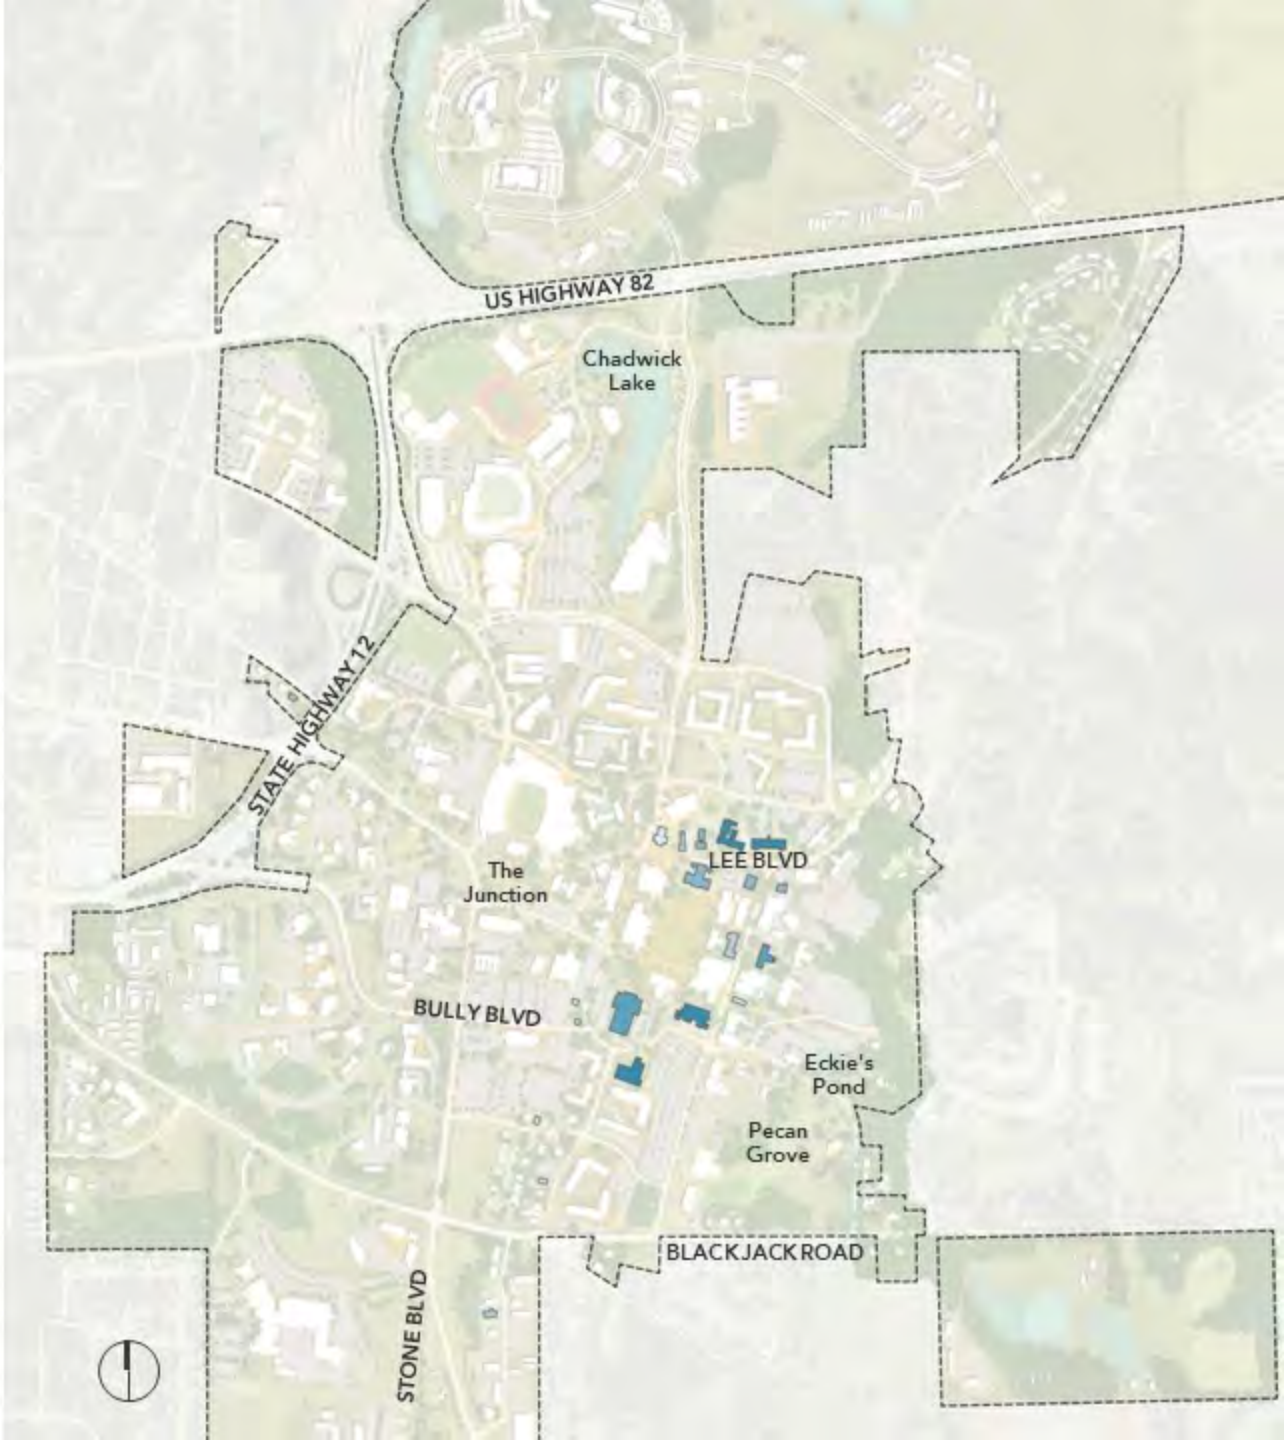 US HIGHWAY 82
Chadwick
Lake
STATE HIGHWAY 12
LEE BLVD
The
Junction
BULLY BLVD
Eckie's
Pond
Pecan
Grove
BLACKJACK ROAD
STONE BLVD